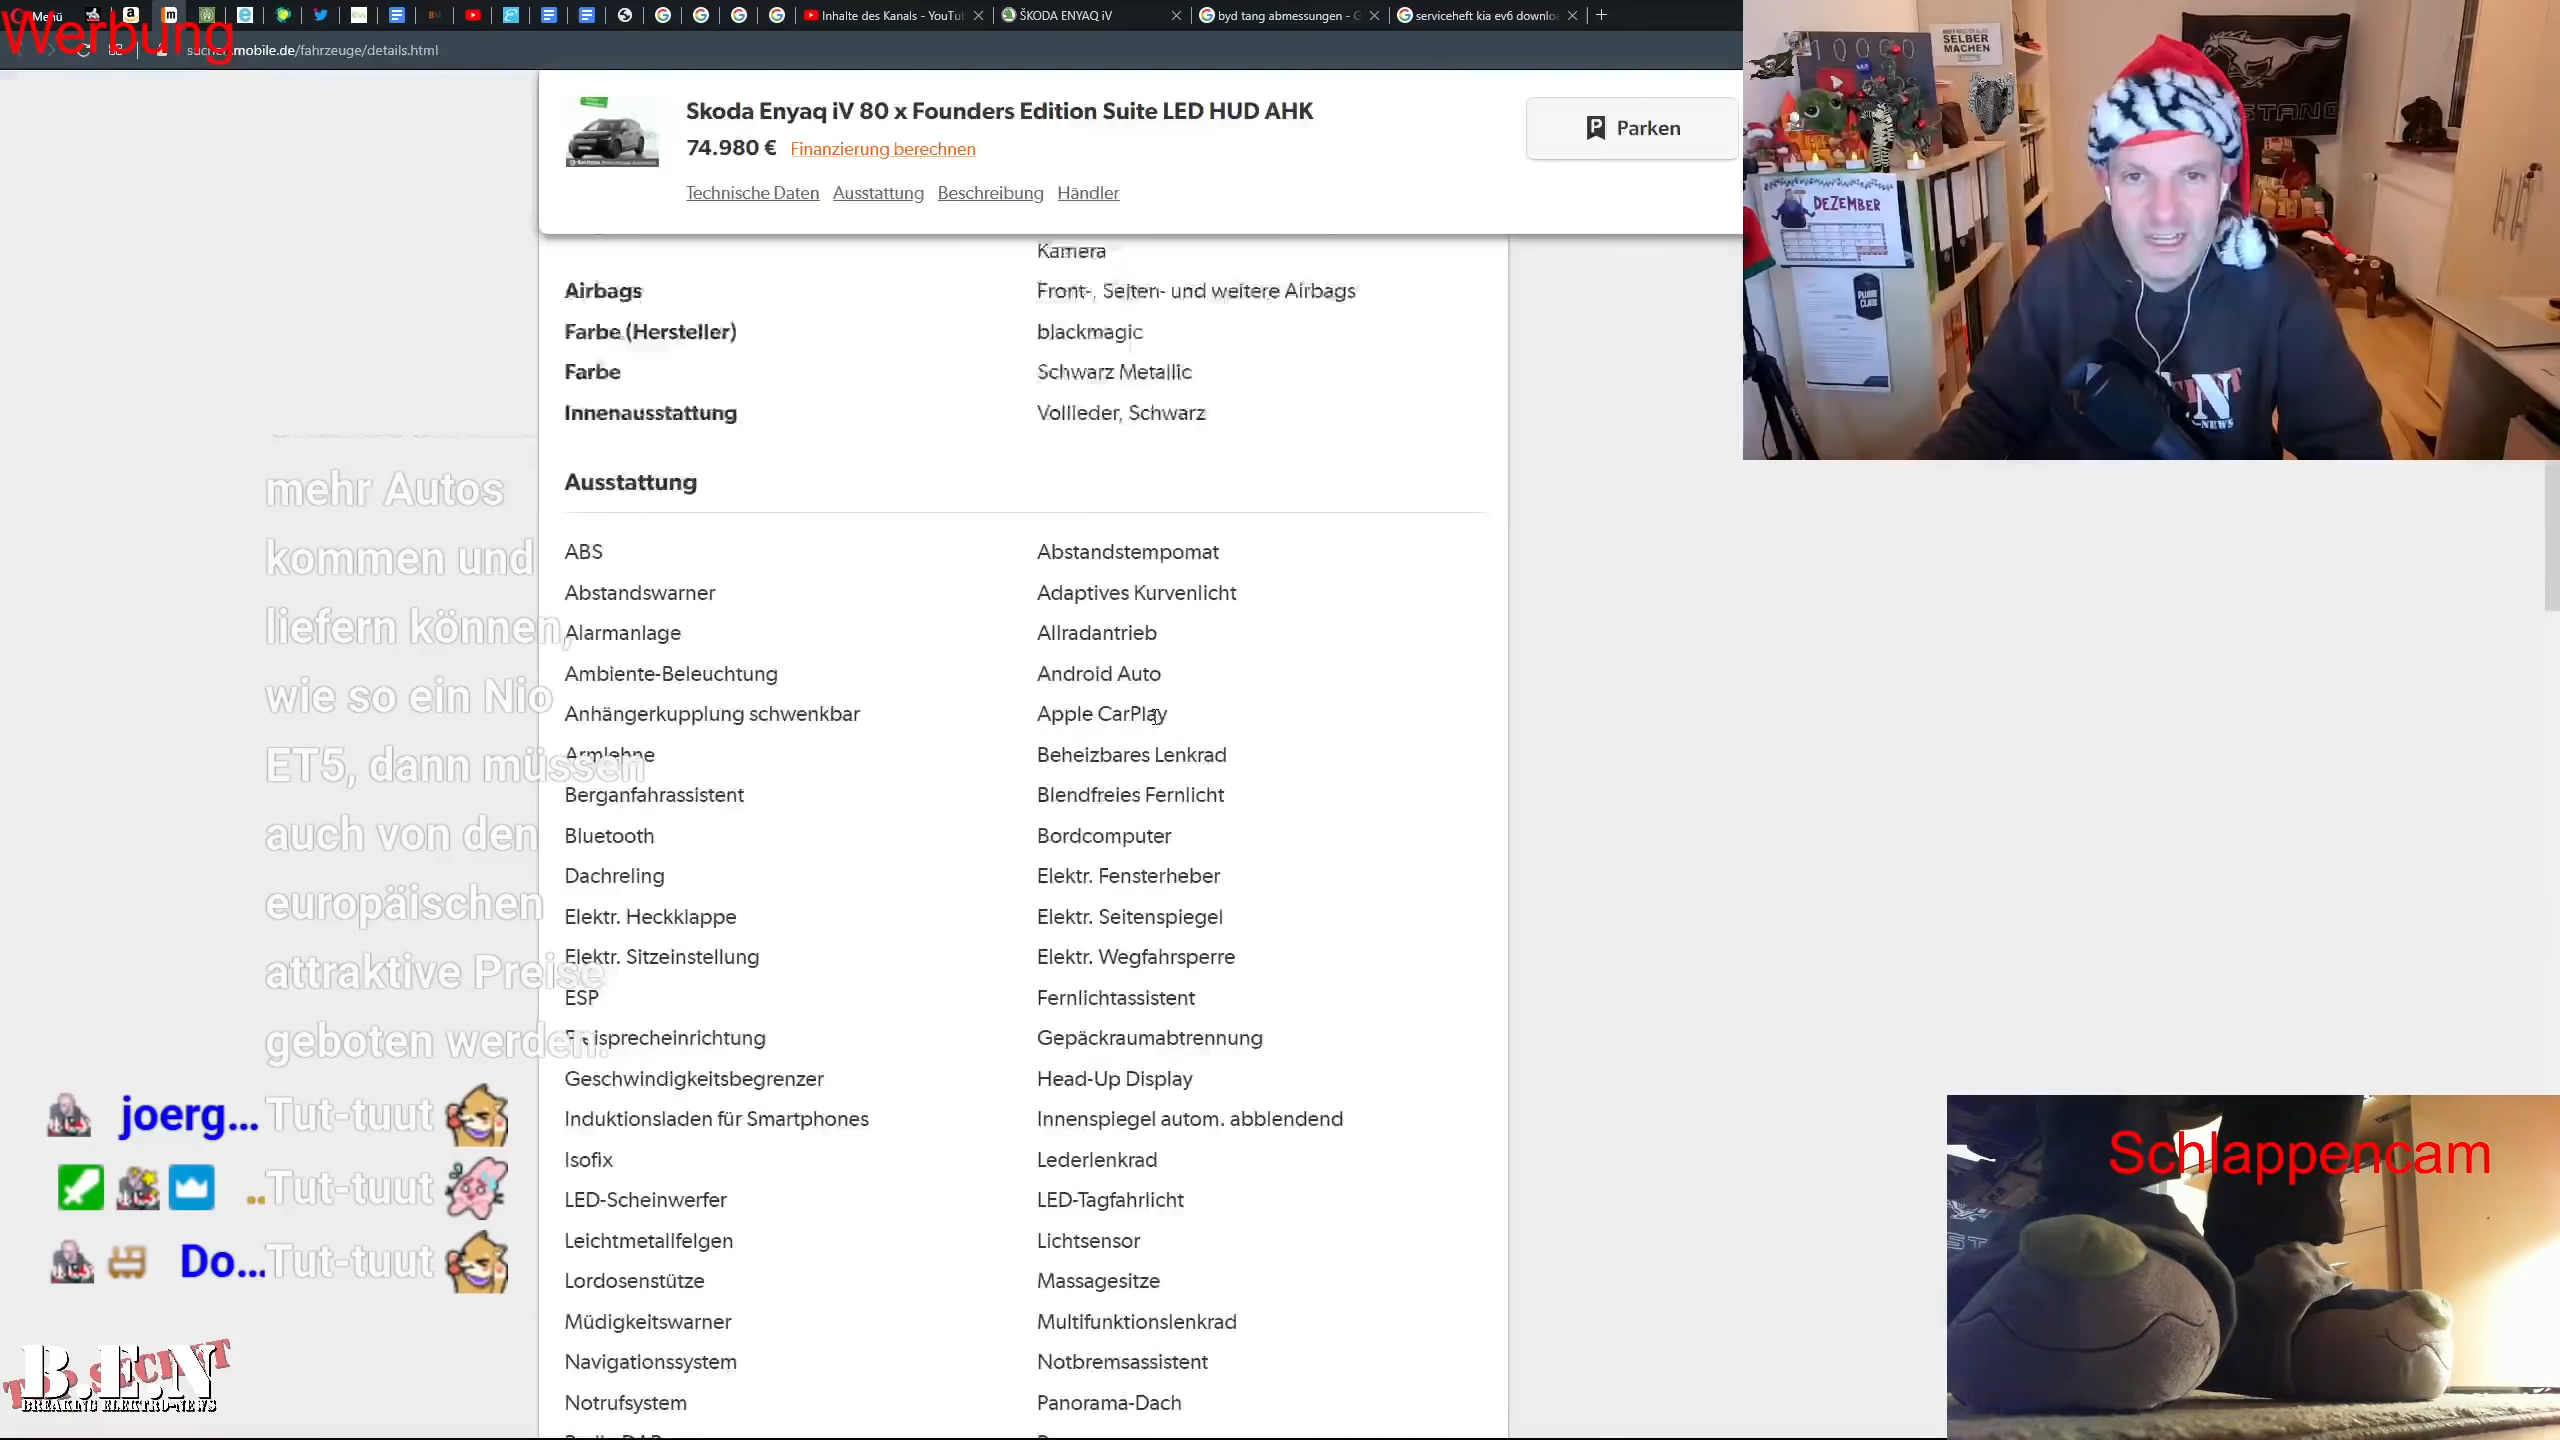 Menü
Inhalte des Kanals - YouTu
ŠKODA ENYAQ iV
byd tang abmessungen - G
serviceheft kia ev6 downlo
Werbung
suchen.mobile.de/fahrzeuge/details.html
Skoda Enyaq iV 80 x Founders Edition Suite LED HUD AHK
74.980 € Finanzierung berechnen
Technische Daten Ausstattung Beschreibung Händler
Parken
Kamera
Airbags Front-, Seiten- und weitere Airbags
Farbe (Hersteller) blackmagic
Farbe Schwarz Metallic
Innenausstattung Vollleder, Schwarz
Ausstattung
ABS Abstandstempomat
Abstandswarner Adaptives Kurvenlicht
Alarmanlage Allradantrieb
Ambiente-Beleuchtung Android Auto
Anhängerkupplung schwenkbar Apple CarPlay
Armlehne Beheizbares Lenkrad
Berganfahrassistent Blendfreies Fernlicht
Bluetooth Bordcomputer
Dachreling Elektr. Fensterheber
Elektr. Heckklappe Elektr. Seitenspiegel
Elektr. Sitzeinstellung Elektr. Wegfahrsperre
ESP Fernlichtassistent
Freisprecheinrichtung Gepäckraumabtrennung
Geschwindigkeitsbegrenzer Head-Up Display
Induktionsladen für Smartphones Innenspiegel autom. abblendend
Isofix Lederlenkrad
LED-Scheinwerfer LED-Tagfahrlicht
Leichtmetallfelgen Lichtsensor
Lordosenstütze Massagesitze
Müdigkeitswarner Multifunktionslenkrad
Navigationssystem Notbremsassistent
Notrufsystem Panorama-Dach
mehr Autos
kommen und
liefern können,
wie so ein Nio
ET5, dann müssen
auch von den
europäischen
attraktive Preise
geboten werden.
joerg... Tut-tuut
.. Tut-tuut
Do... Tut-tuut
TOP SECRET
B.E.N
BREAKING ELEKTRO-NEWS
10000
SELBER
MACHEN
DEZEMBER
MUSTANG
N
-NEWS
Schlappencam